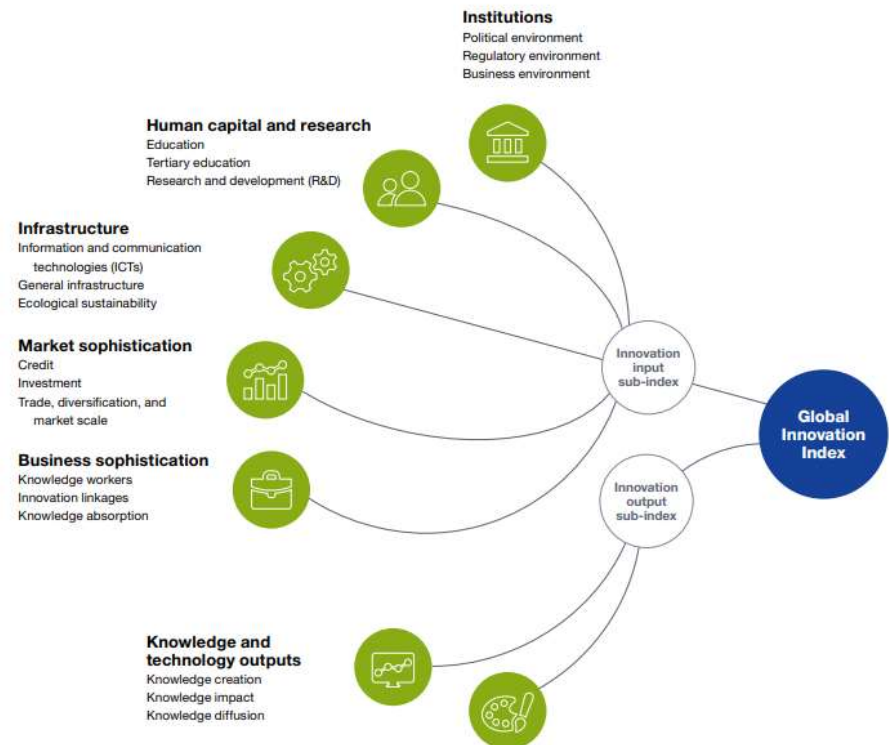 Institutions
Political environment
Regulatory environment
Business environment
Human capital and research
Education
Tertiary education
Research and development (R&D)
Infrastructure
Information and communication
technologies (ICTs)
General infrastructure
Ecological sustainability
Market sophistication
Credit
Investment
Trade, diversification, and
market scale
Business sophistication
Knowledge workers
Innovation linkages
Knowledge absorption
Innovation
input
sub-index
Global
Innovation
Index
Innovation
output
sub-index
Knowledge and
technology outputs
Knowledge creation
Knowledge impact
Knowledge diffusion